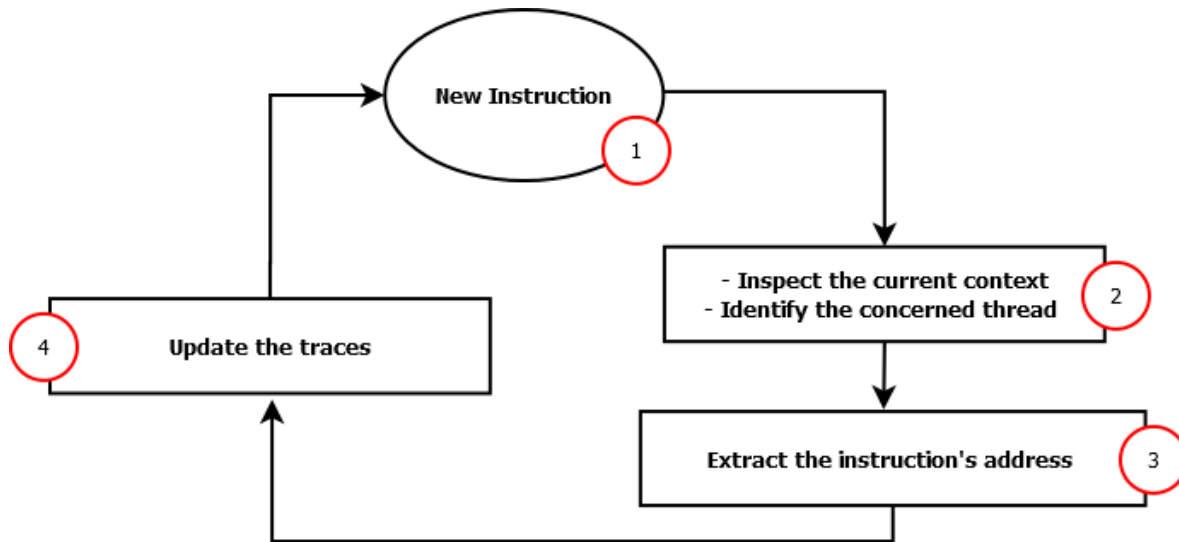 New Instruction
1
- Inspect the current context
- Identify the concerned thread
2
Extract the instruction's address
3
4
Update the traces